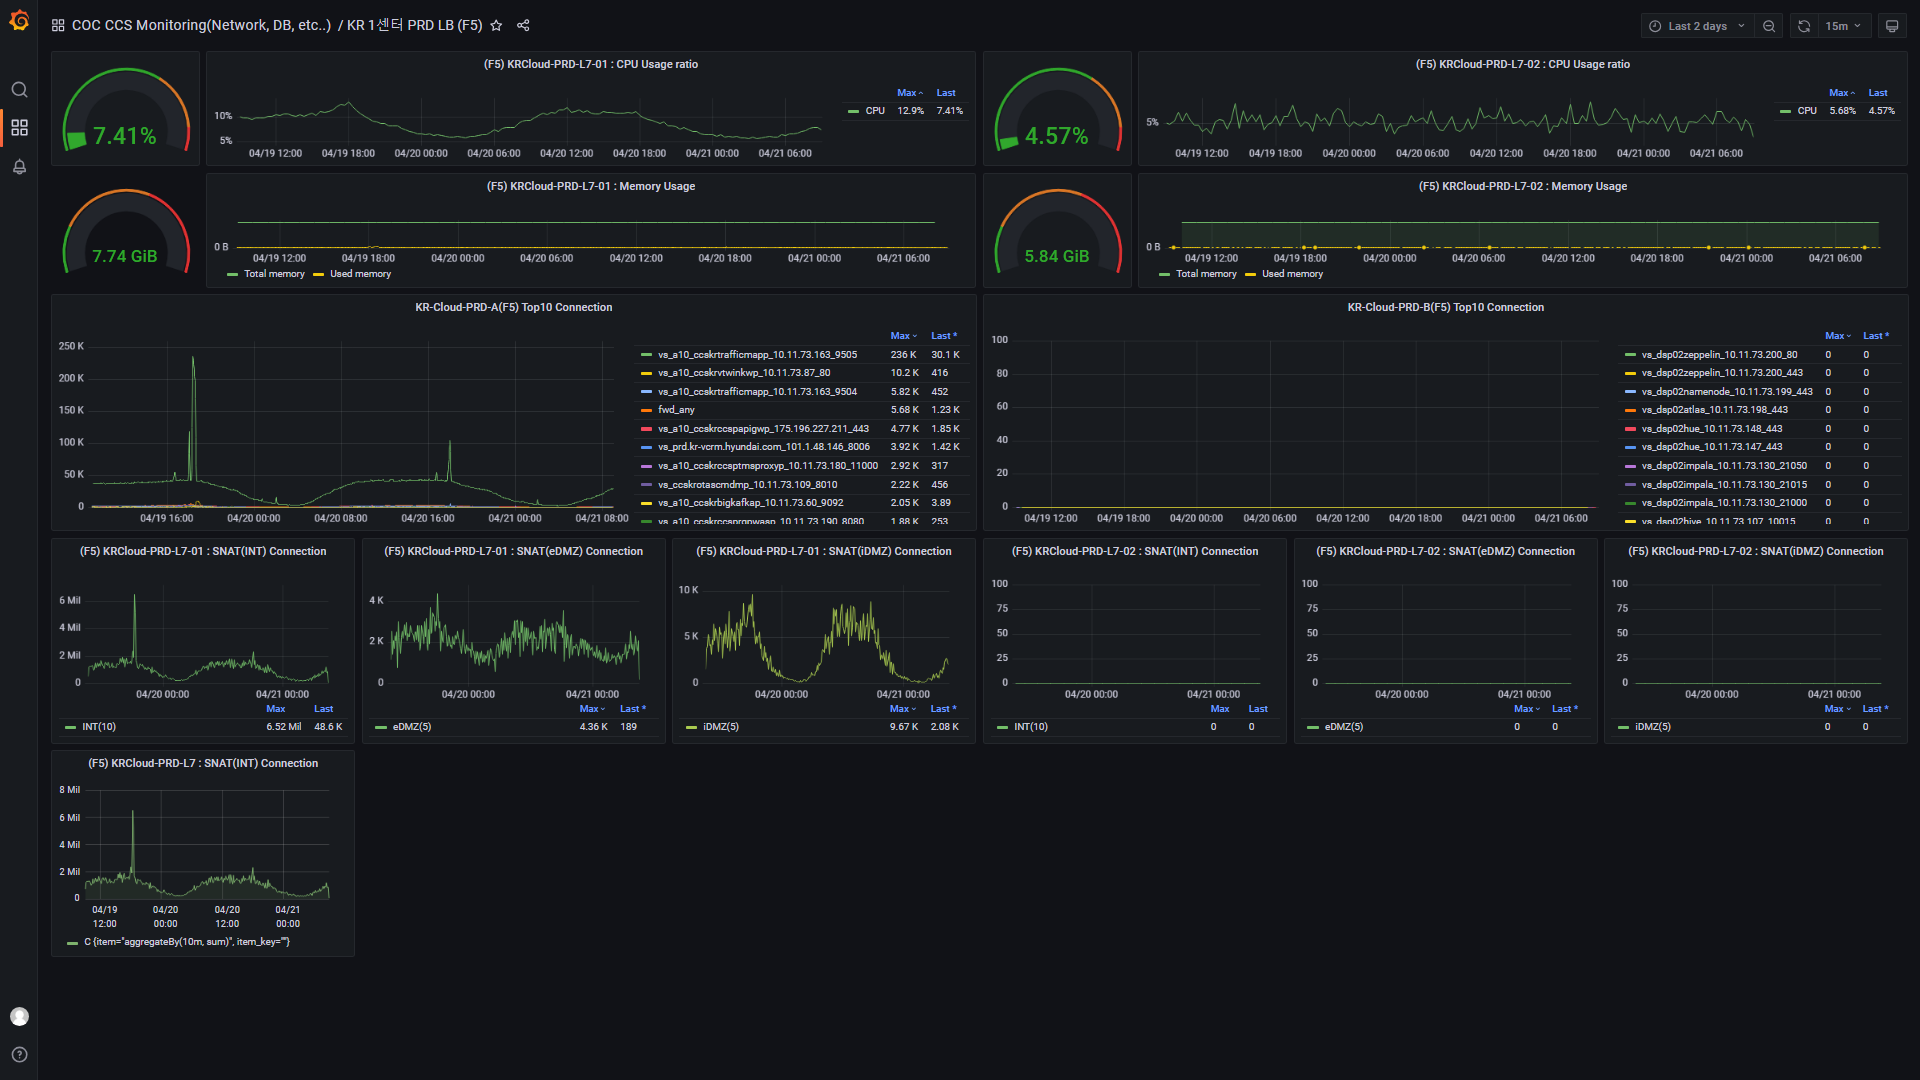 COC CCS Monitoring(Network, DB, etc..) / KR 1센터 PRD LB (F5)
Last 2 days
15m
7.41%
(F5) KRCloud-PRD-L7-01 : CPU Usage ratio
10%
5%
04/19 12:00 04/19 18:00 04/20 00:00 04/20 06:00 04/20 12:00 04/20 18:00 04/21 00:00 04/21 06:00
Max Last
CPU 12.9% 7.41%
4.57%
(F5) KRCloud-PRD-L7-02 : CPU Usage ratio
5%
04/19 12:00 04/19 18:00 04/20 00:00 04/20 06:00 04/20 12:00 04/20 18:00 04/21 00:00 04/21 06:00
Max Last
CPU 5.68% 4.57%
7.74 GiB
(F5) KRCloud-PRD-L7-01 : Memory Usage
0 B
04/19 12:00 04/19 18:00 04/20 00:00 04/20 06:00 04/20 12:00 04/20 18:00 04/21 00:00 04/21 06:00
Total memory Used memory
5.84 GiB
(F5) KRCloud-PRD-L7-02 : Memory Usage
0 B
04/19 12:00 04/19 18:00 04/20 00:00 04/20 06:00 04/20 12:00 04/20 18:00 04/21 00:00 04/21 06:00
Total memory Used memory
KR-Cloud-PRD-A(F5) Top10 Connection
250 K
200 K
150 K
100 K
50 K
0
04/19 16:00 04/20 00:00 04/20 08:00 04/20 16:00 04/21 00:00 04/21 08:00
Max Last *
vs_a10_ccskrtrafficmapp_10.11.73.163_9505 236 K 30.1 K
vs_a10_ccskrvtwinkwp_10.11.73.87_80 10.2 K 416
vs_a10_ccskrtrafficmapp_10.11.73.163_9504 5.82 K 452
fwd_any 5.68 K 1.23 K
vs_a10_ccskrccspapigwp_175.196.227.211_443 4.77 K 1.85 K
vs_prd.kr-vcrm.hyundai.com_101.1.48.146_8006 3.92 K 1.42 K
vs_a10_ccskrccsptmsproxyp_10.11.73.180_11000 2.92 K 317
vs_ccskrotascmdmp_10.11.73.109_8010 2.22 K 456
vs_a10_ccskrbigkafkap_10.11.73.60_9092 2.05 K 3.89
vs_a10_ccskrccsprgnwasp_10.11.73.190_8080 1.88 K 253
KR-Cloud-PRD-B(F5) Top10 Connection
100
80
60
40
20
0
04/19 12:00 04/19 18:00 04/20 00:00 04/20 06:00 04/20 12:00 04/20 18:00 04/21 00:00 04/21 06:00
Max Last *
vs_dsp02zeppelin_10.11.73.200_80 0 0
vs_dsp02zeppelin_10.11.73.200_443 0 0
vs_dsp02namenode_10.11.73.199_443 0 0
vs_dsp02atlas_10.11.73.198_443 0 0
vs_dsp02hue_10.11.73.148_443 0 0
vs_dsp02hue_10.11.73.147_443 0 0
vs_dsp02impala_10.11.73.130_21050 0 0
vs_dsp02impala_10.11.73.130_21015 0 0
vs_dsp02impala_10.11.73.130_21000 0 0
vs_dsp02hive_10.11.73.107_10015 0 0
(F5) KRCloud-PRD-L7-01 : SNAT(INT) Connection
6 Mil
4 Mil
2 Mil
0
04/20 00:00 04/21 00:00
Max Last
INT(10) 6.52 Mil 48.6 K
(F5) KRCloud-PRD-L7-01 : SNAT(eDMZ) Connection
4 K
2 K
0
04/20 00:00 04/21 00:00
Max Last *
eDMZ(5) 4.36 K 189
(F5) KRCloud-PRD-L7-01 : SNAT(iDMZ) Connection
10 K
5 K
0
04/20 00:00 04/21 00:00
Max Last *
iDMZ(5) 9.67 K 2.08 K
(F5) KRCloud-PRD-L7-02 : SNAT(INT) Connection
100
75
50
25
0
04/20 00:00 04/21 00:00
Max Last
INT(10) 0 0
(F5) KRCloud-PRD-L7-02 : SNAT(eDMZ) Connection
100
75
50
25
0
04/20 00:00 04/21 00:00
Max Last *
eDMZ(5) 0 0
(F5) KRCloud-PRD-L7-02 : SNAT(iDMZ) Connection
100
75
50
25
0
04/20 00:00 04/21 00:00
Max Last *
iDMZ(5) 0 0
(F5) KRCloud-PRD-L7 : SNAT(INT) Connection
8 Mil
6 Mil
4 Mil
2 Mil
0
04/19 04/20 04/20 04/21
12:00 00:00 12:00 00:00
C {item="aggregateBy(10m, sum)", item_key=""}